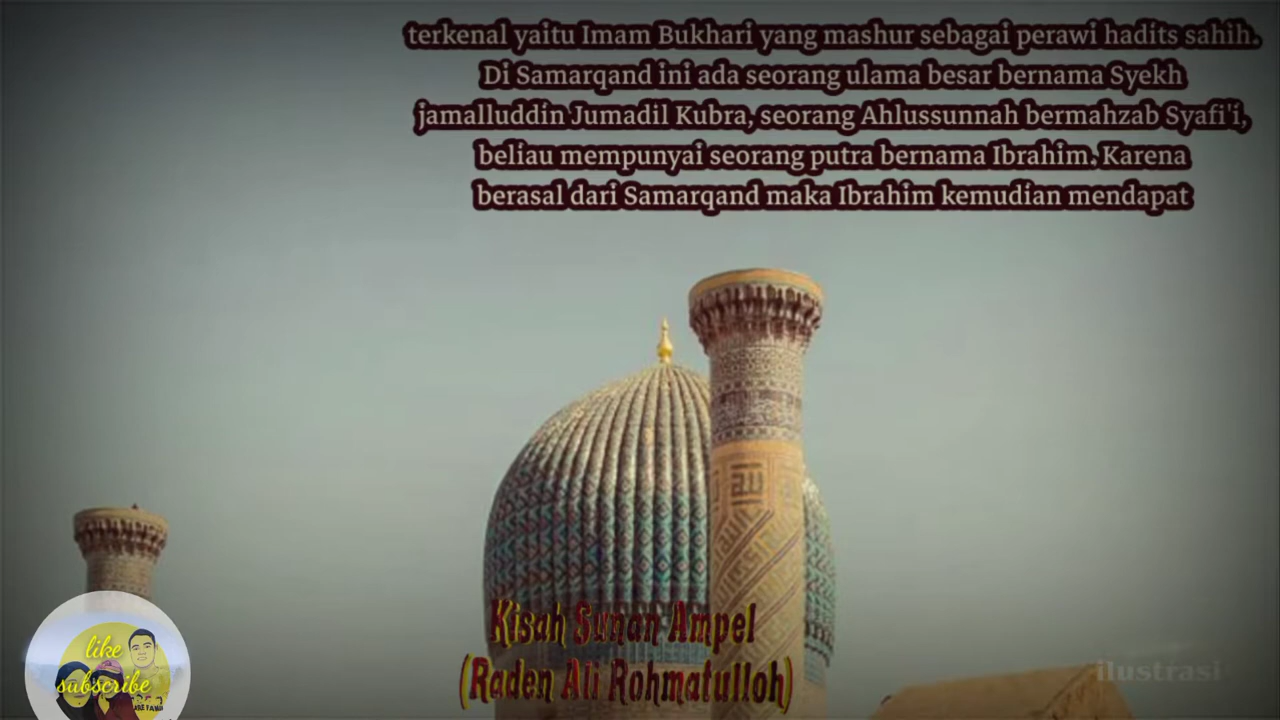 terkenal yaitu Imam Bukhari yang mashur sebagai perawi hadits sahih.
Di Samarqand ini ada seorang ulama besar bernama Syekh
jamalluddin Jumadil Kubra, seorang Ahlussunnah bermahzab Syafi'i,
beliau mempunyai seorang putra bernama Ibrahim. Karena
berasal dari Samarqand maka Ibrahim kemudian mendapat
Kisah Sunan Ampel
(Raden Ali Rohmatulloh)
ilustrasi
like
subscribe